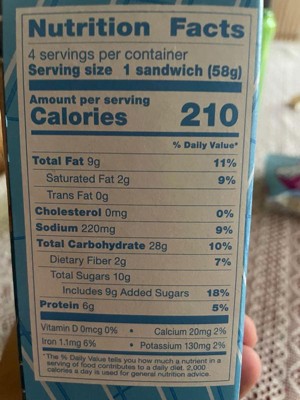 Nutrition Facts
4 servings per container
Serving size 1 sandwich (58g)
Amount per serving
Calories 210
% Daily Value*
Total Fat 9g 11%
Saturated Fat 2g 9%
Trans Fat 0g
Cholesterol 0mg 0%
Sodium 220mg 9%
Total Carbohydrate 28g 10%
Dietary Fiber 2g 7%
Total Sugars 10g
Includes 9g Added Sugars 18%
Protein 6g 5%
Vitamin D 0mcg 0% • Calcium 20mg 2%
Iron 1.1mg 6% • Potassium 130mg 2%
*The % Daily Value tells you how much a nutrient in a
serving of food contributes to a daily diet. 2,000
calories a day is used for general nutrition advice.